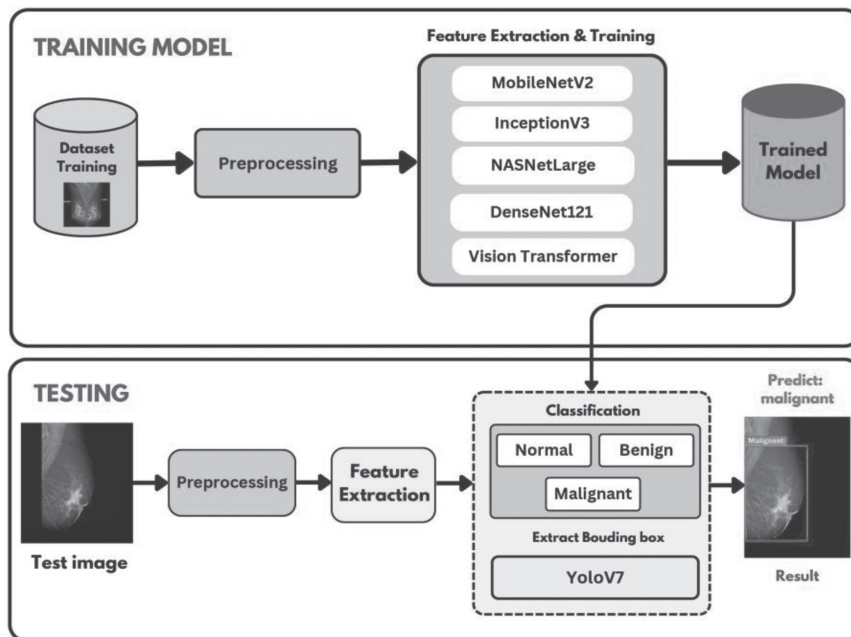 TRAINING MODEL
Feature Extraction & Training
Dataset
Training
Preprocessing
MobileNetV2
InceptionV3
NASNetLarge
DenseNet121
Vision Transformer
Trained
Model
TESTING
Test image
Preprocessing
Feature
Extraction
Classification
Normal
Benign
Malignant
Extract Bouding box
YoloV7
Predict:
malignant
Malignant
Result